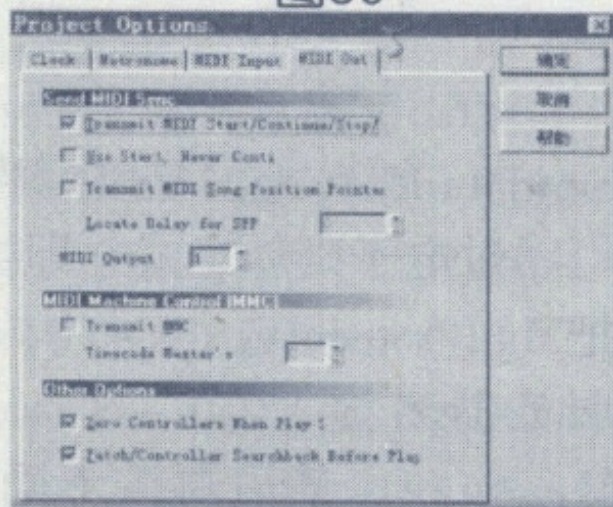 Project Options
Clock Metronome MIDI Input MIDI Out
确定
取消
帮助
Send MIDI Sync
Transmit MIDI Start/Continue/Stop/
Use Start, Never Conti
Transmit MIDI Song Position Pointer
Locate Delay for SPP
MIDI Output 1
MIDI Machine Control (MMC)
Transmit MMC
Timecode Master's
Other Options
Zero Controllers When Play S
Patch/Controller Searchback Before Play